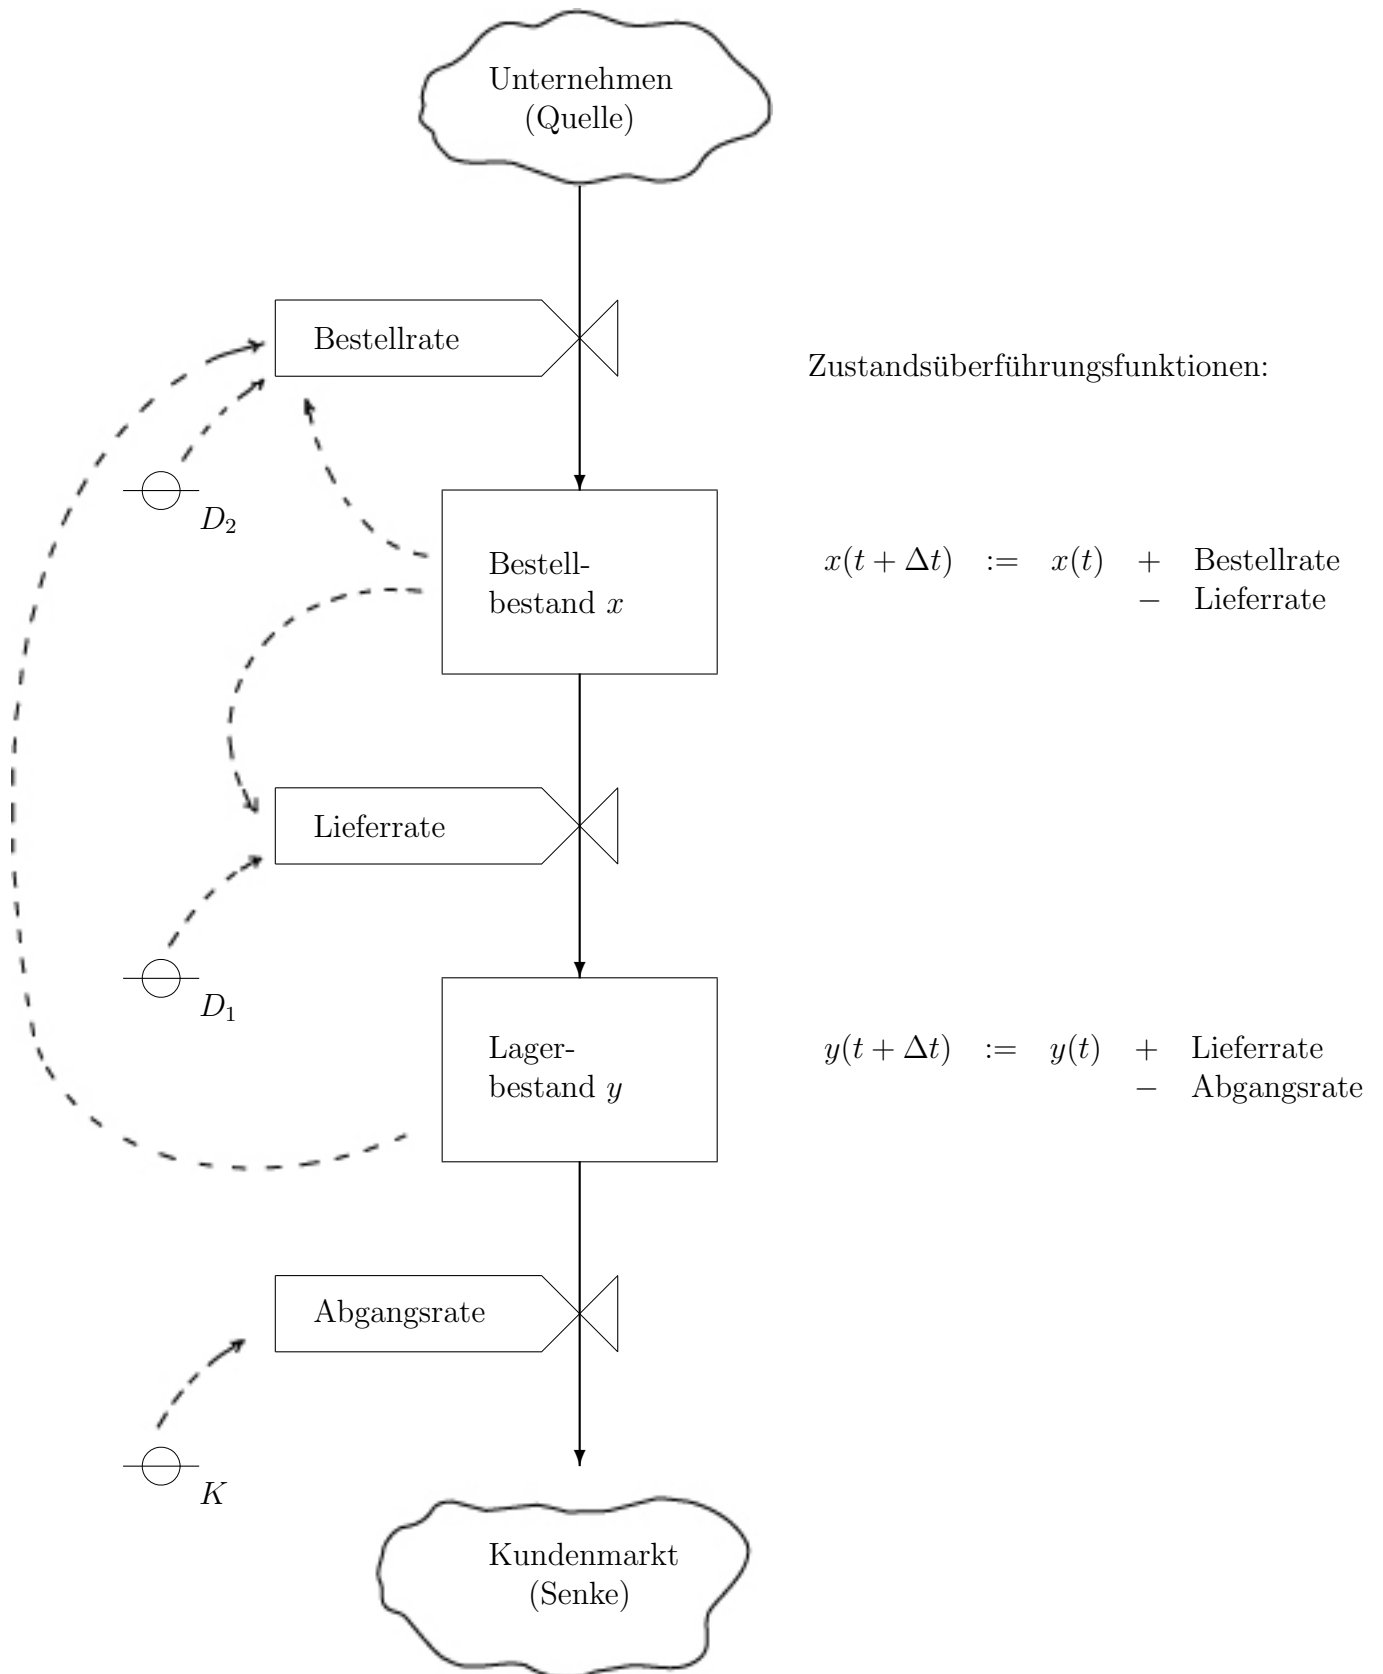 Unternehmen
(Quelle)
Bestellrate
Zustandsüberführungsfunktionen:
D₂
Bestell-
bestand x
x(t + Δt) := x(t) + Bestellrate
− Lieferrate
Lieferrate
D₁
Lager-
bestand y
y(t + Δt) := y(t) + Lieferrate
− Abgangsrate
Abgangsrate
K
Kundenmarkt
(Senke)